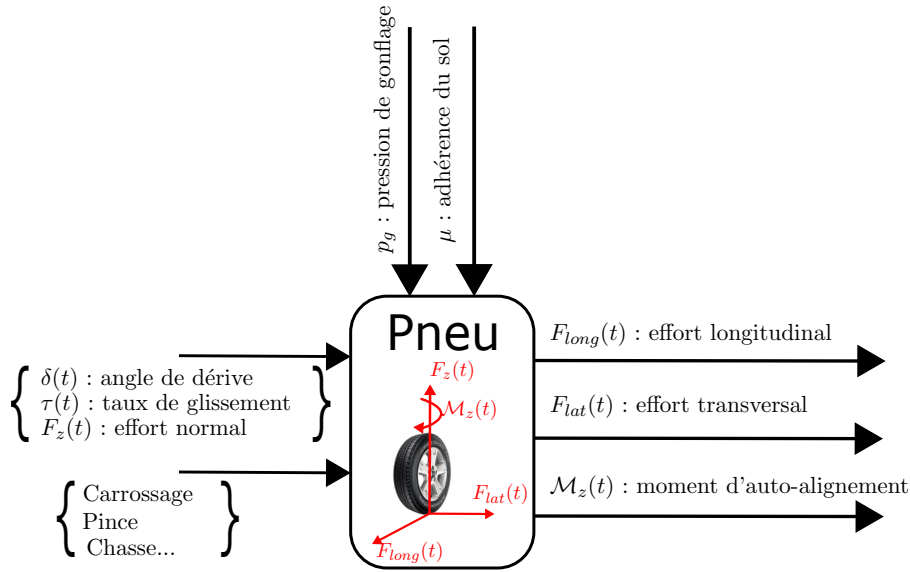 p_g : pression de gonflage
μ : adhérence du sol
Pneu
F_z(t)
M_z(t)
F_lat(t)
F_long(t)
δ(t) : angle de dérive
τ(t) : taux de glissement
F_z(t) : effort normal
Carrossage
Pince
Chasse...
F_long(t) : effort longitudinal
F_lat(t) : effort transversal
M_z(t) : moment d'auto-alignement